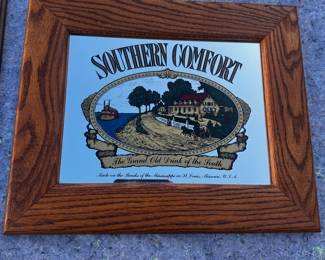 SOUTHERN COMFORT
The Grand Old Drink of the South
Made on the Banks of the Mississippi in St. Louis, Missouri, U.S.A.